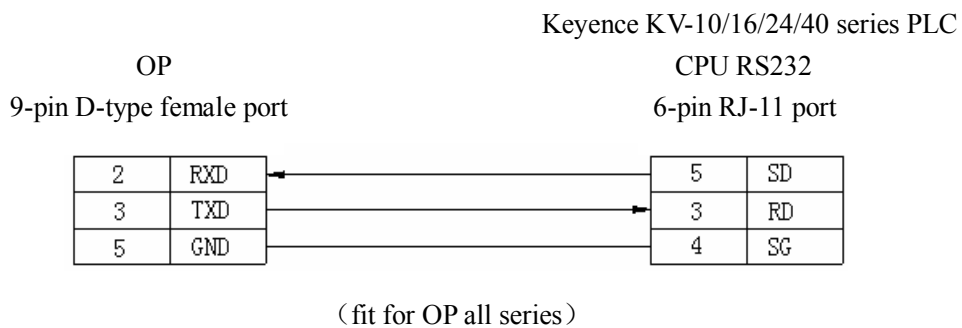 Keyence KV-10/16/24/40 series PLC
OP CPU RS232
9-pin D-type female port 6-pin RJ-11 port
2 RXD 5 SD
3 TXD 3 RD
5 GND 4 SG
（fit for OP all series）